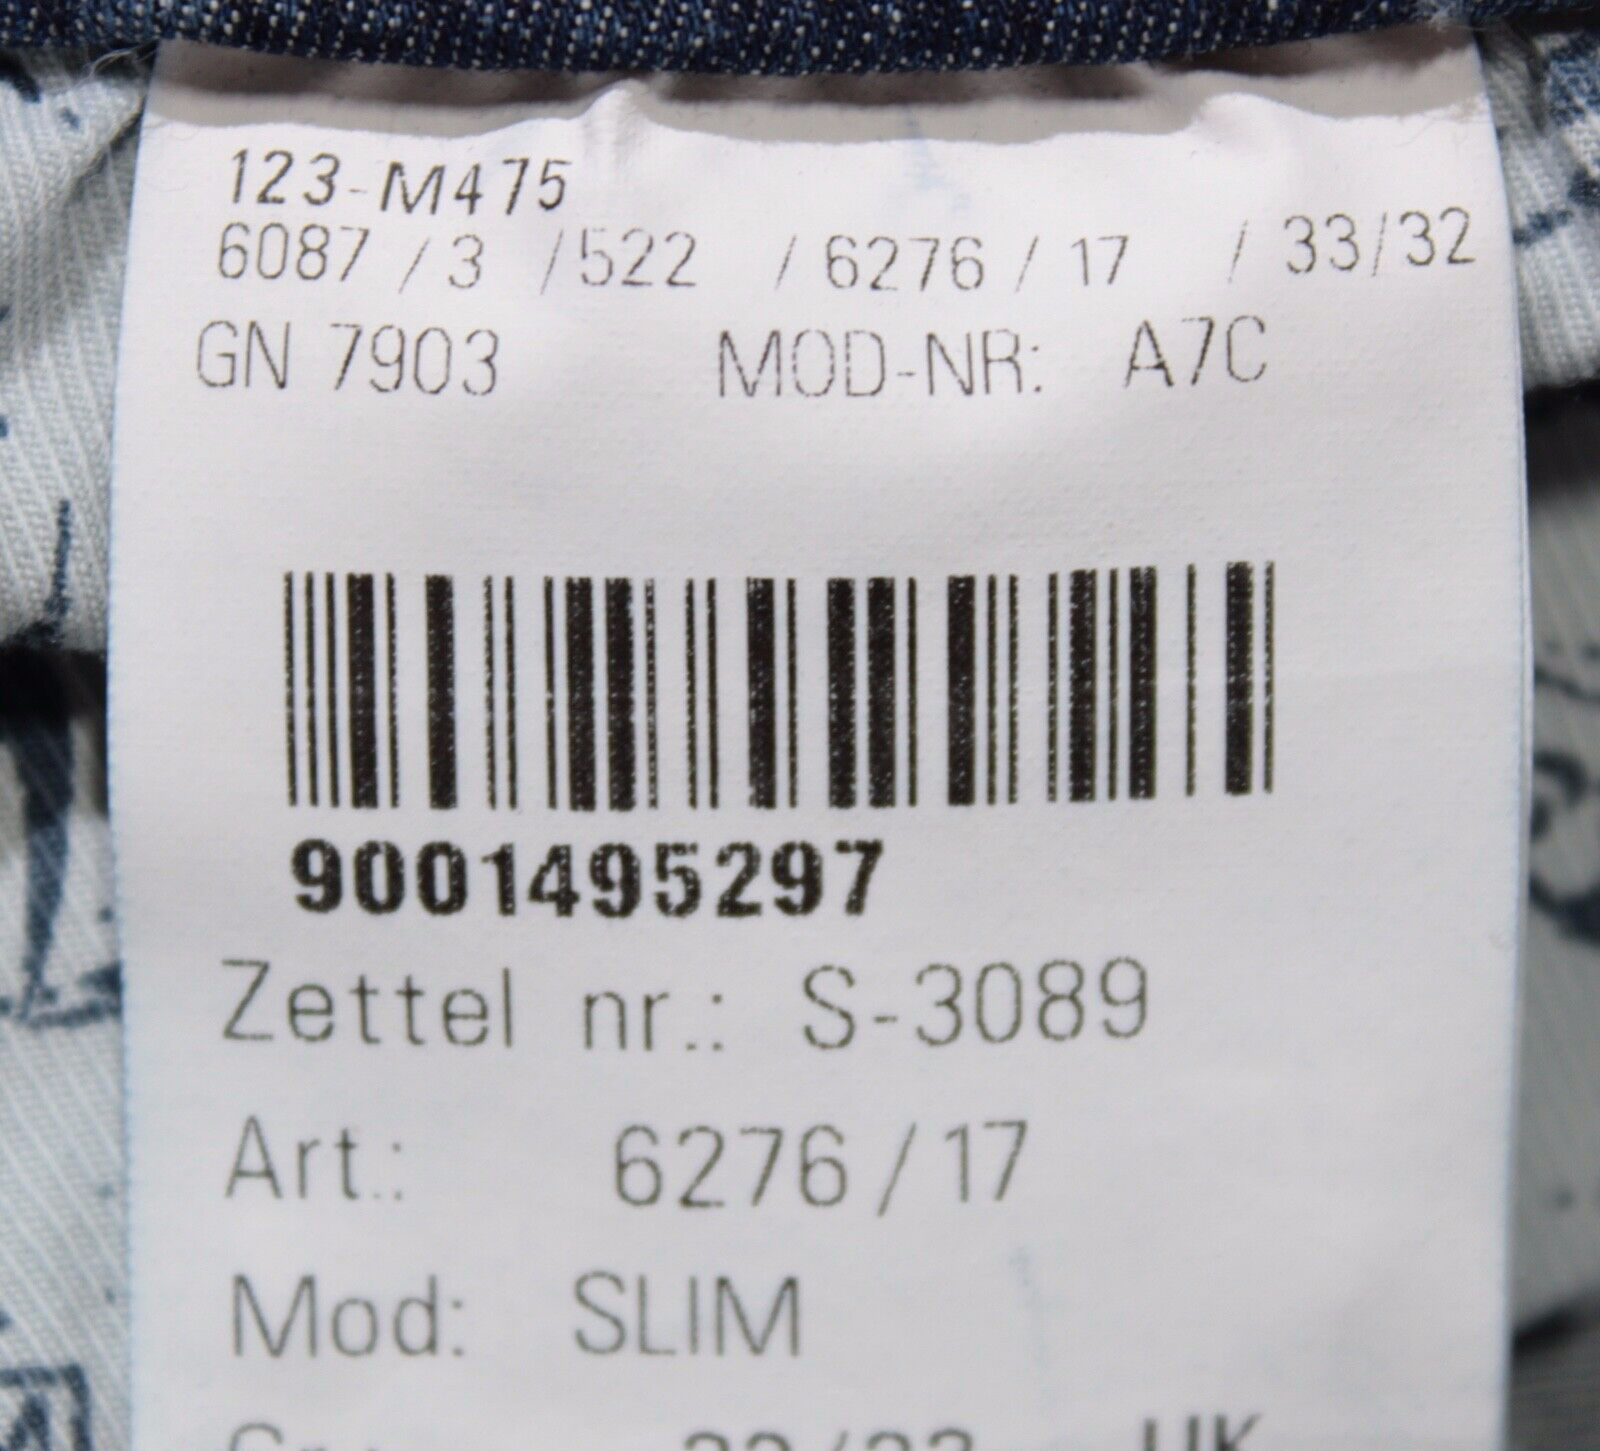 123-M475
6087 / 3 / 522 / 6276 / 17 / 33/32
GN 7903 MOD-NR: A7C
9001495297
Zettel nr.: S-3089
Art.: 6276 / 17
Mod: SLIM
UK